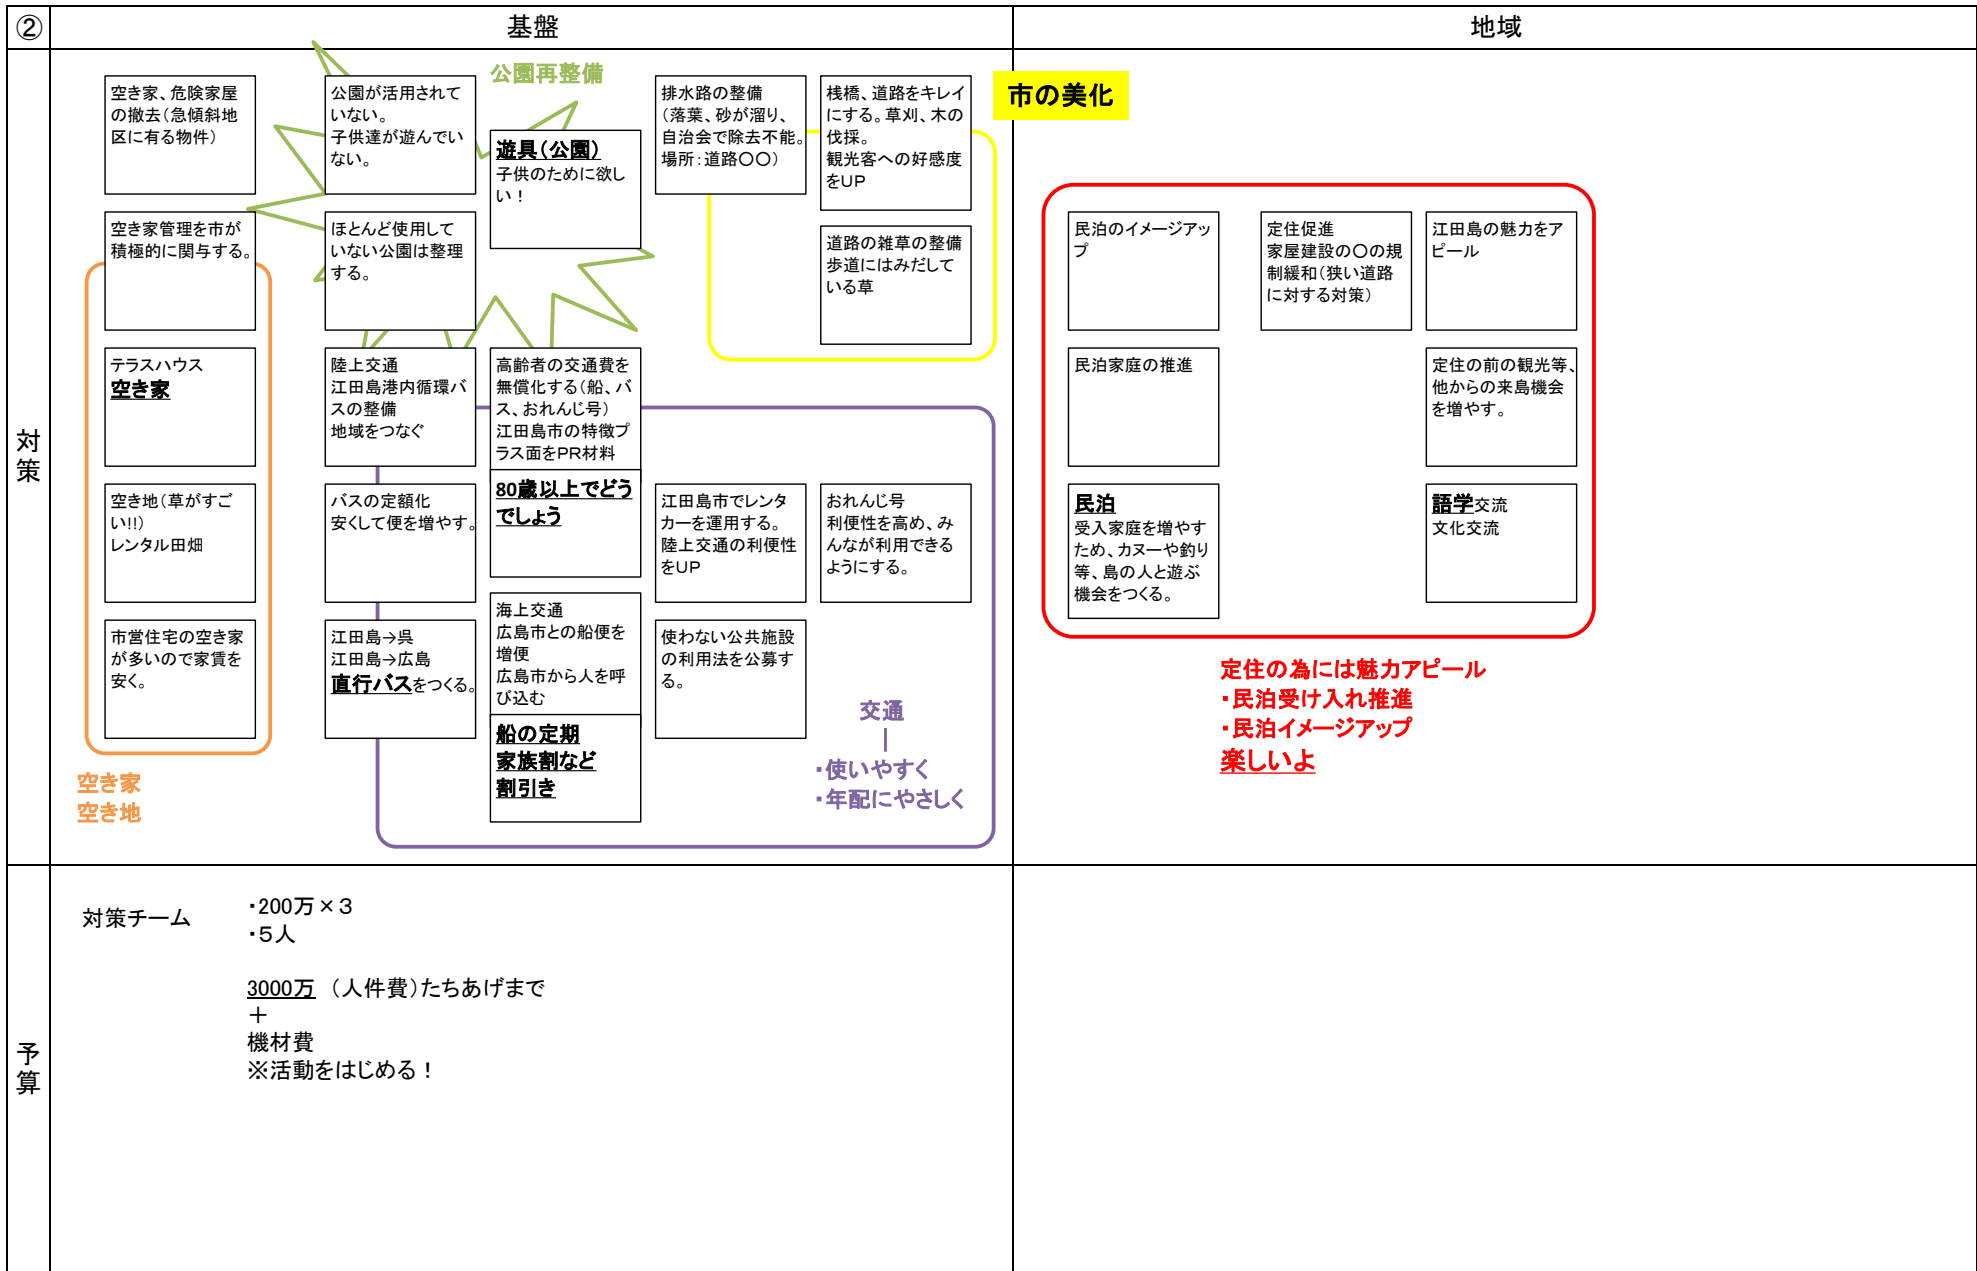 ②
基盤
地域
対策
公園再整備
空き家、危険家屋
の撤去(急傾斜地
区に有る物件)
公園が活用されて
いない。
子供達が遊んでい
ない。
遊具(公園)
子供のために欲し
い！
排水路の整備
(落葉、砂が溜り、
自治会で除去不能。
場所:道路〇〇)
桟橋、道路をキレイ
にする。草刈、木の
伐採。
観光客への好感度
をUP
市の美化
空き家管理を市が
積極的に関与する。
ほとんど使用して
いない公園は整理
する。
道路の雑草の整備
歩道にはみだして
いる草
テラスハウス
空き家
陸上交通
江田島港内循環バ
スの整備
地域をつなぐ
高齢者の交通費を
無償化する(船、バ
ス、おれんじ号)
江田島市の特徴プ
ラス面をPR材料
80歳以上でどう
でしょう
空き地(草がすご
い!!)
レンタル田畑
バスの定額化
安くして便を増やす。
江田島市でレンタ
カーを運用する。
陸上交通の利便性
をUP
おれんじ号
利便性を高め、み
んなが利用できる
ようにする。
市営住宅の空き家
が多いので家賃を
安く。
江田島→呉
江田島→広島
直行バスをつくる。
海上交通
広島市との船便を
増便
広島市から人を呼
び込む
船の定期
家族割など
割引き
使わない公共施設
の利用法を公募す
る。
交通
・使いやすく
・年配にやさしく
空き家
空き地
民泊のイメージアッ
プ
定住促進
家屋建設の〇の規
制緩和(狭い道路
に対する対策)
江田島の魅力をア
ピール
民泊家庭の推進
定住の前の観光等、
他からの来島機会
を増やす。
民泊
受入家庭を増やす
ため、カヌーや釣り
等、島の人と遊ぶ
機会をつくる。
語学交流
文化交流
定住の為には魅力アピール
・民泊受け入れ推進
・民泊イメージアップ
楽しいよ
予算
対策チーム
・200万×３
・５人
3000万 (人件費)たちあげまで
＋
機材費
※活動をはじめる！